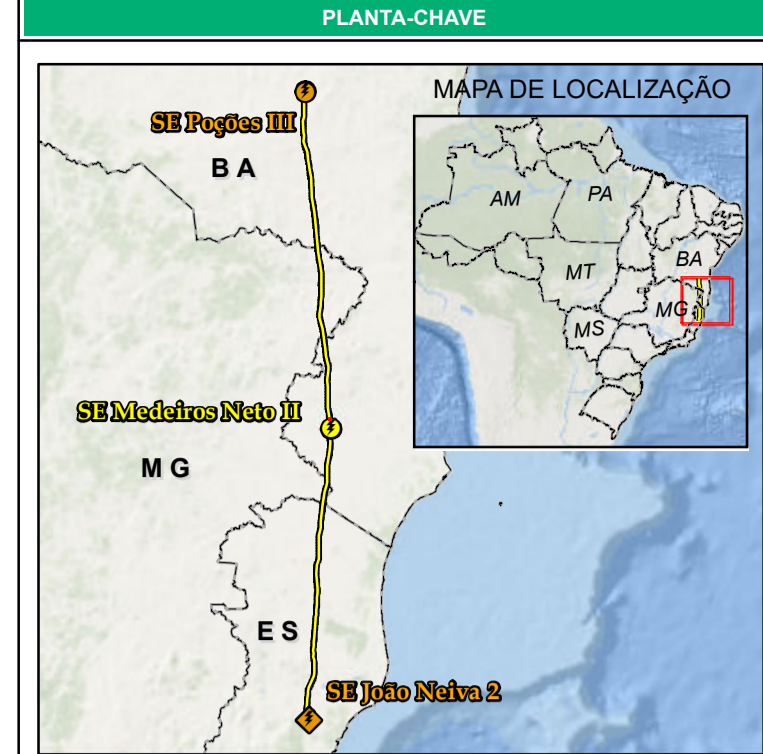 PLANTA-CHAVE
MAPA DE LOCALIZAÇÃO
SE Poções III
B A
AM
PA
BA
MT
MG
MS
SE Medeiros Neto II
M G
E S
SE João Neiva 2